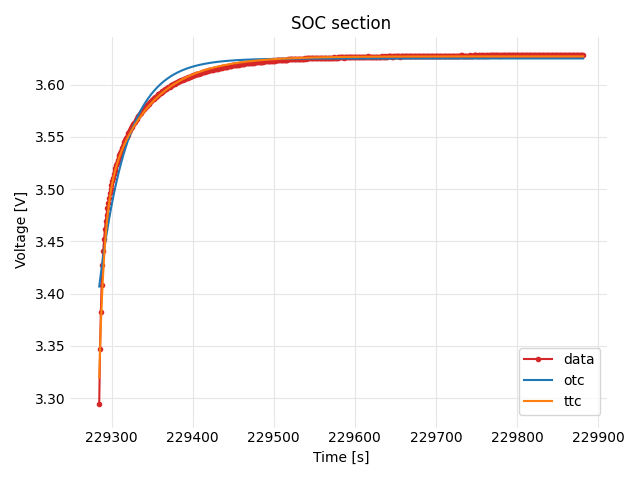 SOC section
Voltage [V]
3.60
3.55
3.50
3.45
3.40
3.35
3.30
data
otc
ttc
229300 229400 229500 229600 229700 229800 229900
Time [s]